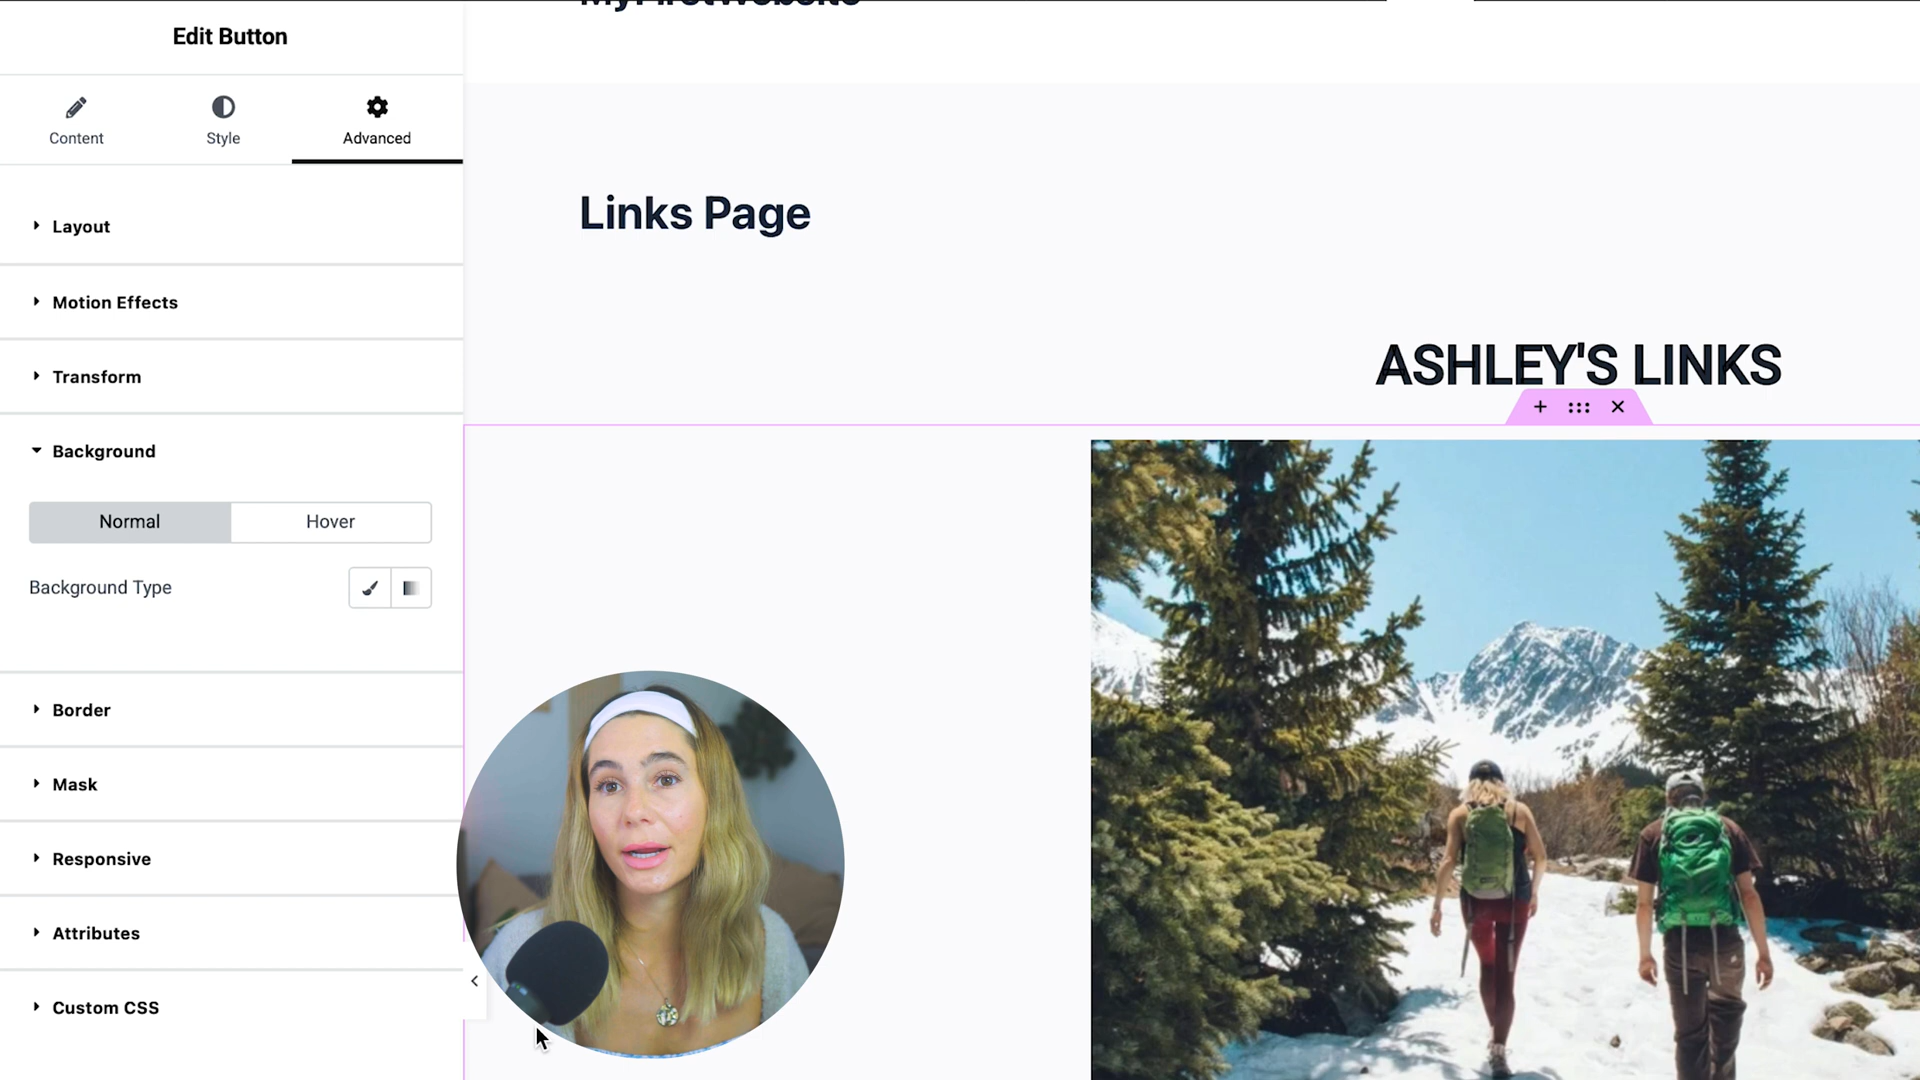 Edit Button
Content
Style
Advanced
Layout
Motion Effects
Transform
Background
Normal
Hover
Background Type
Border
Mask
Responsive
Attributes
Custom CSS
MyFirstWebsite
Links Page
ASHLEY'S LINKS